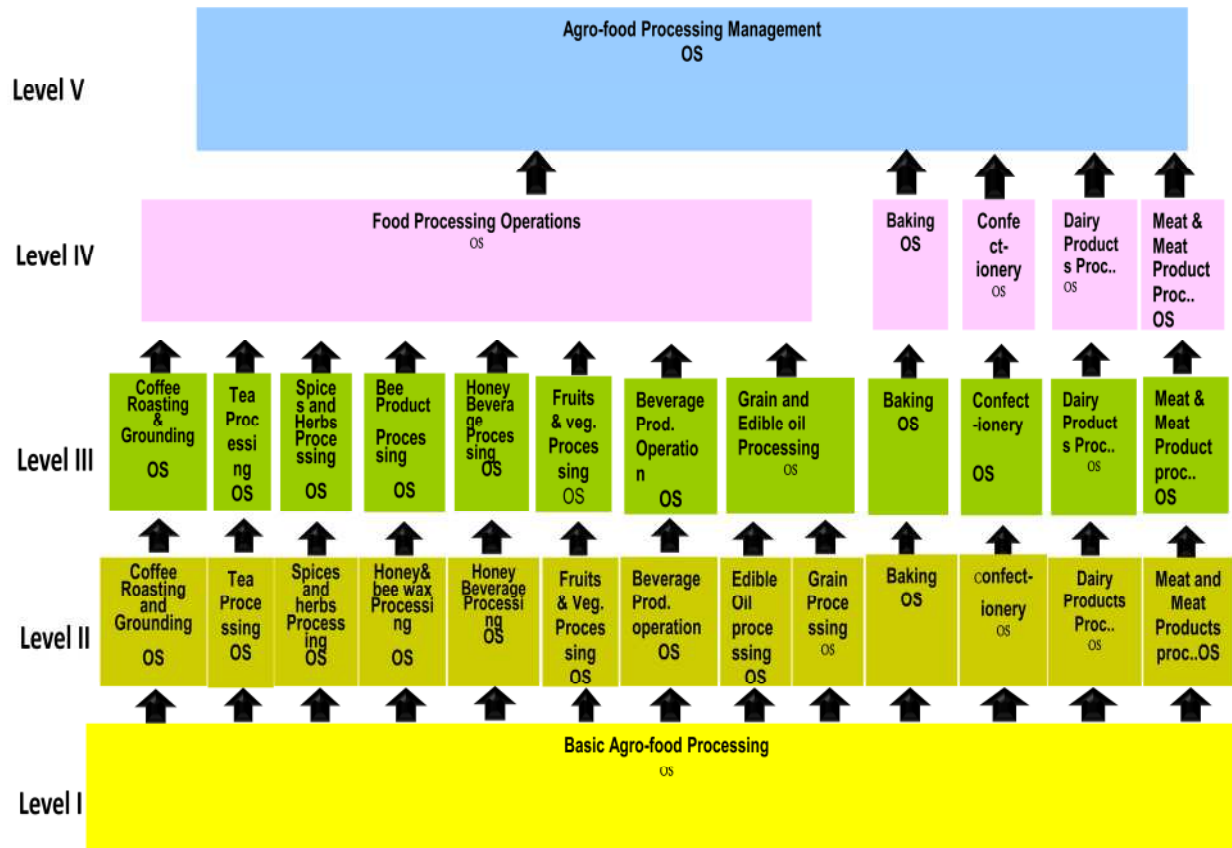 Agro-food Processing Management
OS
Level V
Food Processing Operations
OS
Baking
OS
Confe
ct-
ionery
OS
Dairy
Product
s Proc..
OS
Meat &
Meat
Product
Proc..
OS
Level IV
Coffee
Roasting
&
Grounding
OS
Tea
Proc
essi
ng
OS
Spice
s and
Herbs
Processing
OS
Bee
Product
Processing
OS
Honey
Bevera
ge
Processing
OS
Fruits
& veg.
Proces
sing
OS
Beverage
Prod.
Operatio
n
OS
Grain and
Edible oil
Processing
OS
Baking
OS
Confect
-ionery
OS
Dairy
Product
s Proc..
OS
Meat &
Meat
Product
proc..
OS
Level III
Coffee
Roasting
and
Grounding
OS
Tea
Proce
ssing
OS
Spices
and
herbs
Process
ing
OS
Honey&
bee wax
Processi
ng
OS
Honey
Beverage
Processi
ng
OS
Fruits
& Veg.
Proces
sing
OS
Beverage
Prod.
operation
OS
Edible
Oil
proce
ssing
OS
Grain
Proce
ssing
OS
Baking
OS
Confect-
ionery
OS
Dairy
Products
Proc..
OS
Meat and
Meat
Products
proc..OS
Level II
Basic Agro-food Processing
OS
Level I